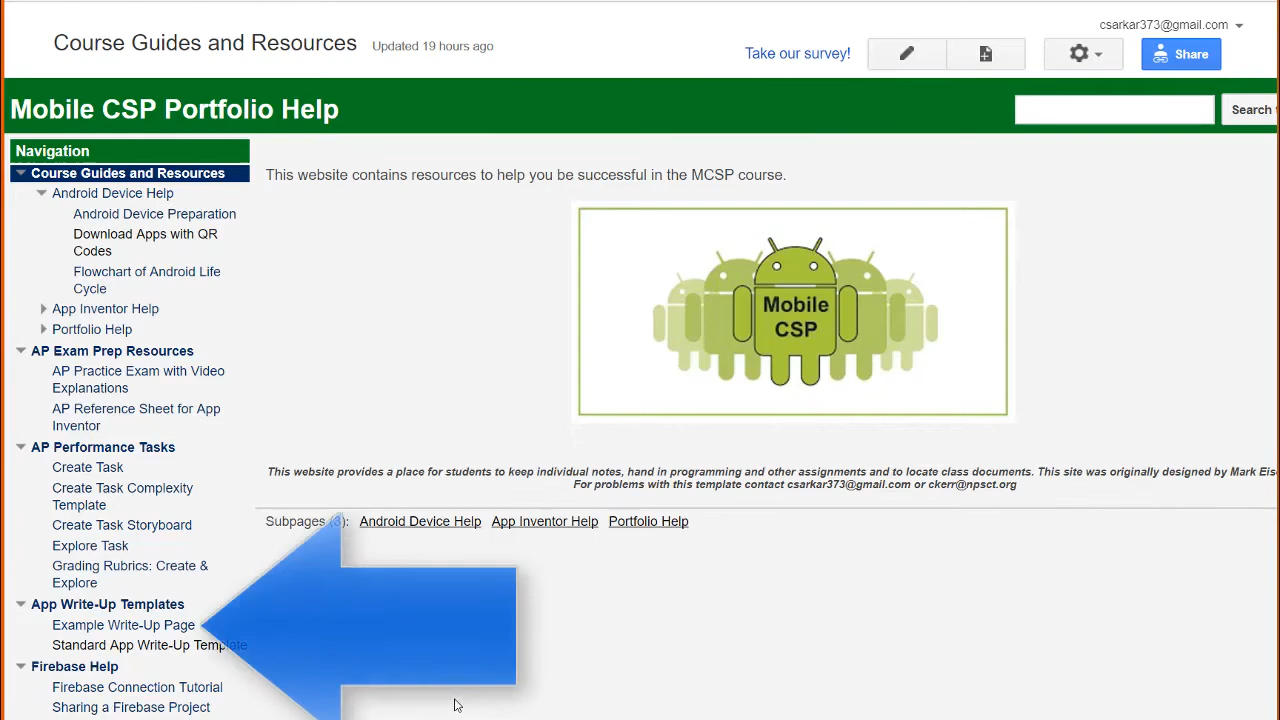 csarkar373@gmail.com
Course Guides and Resources Updated 19 hours ago
Take our survey!
Share
Mobile CSP Portfolio Help
Search
Navigation
Course Guides and Resources
Android Device Help
Android Device Preparation
Download Apps with QR
Codes
Flowchart of Android Life
Cycle
App Inventor Help
Portfolio Help
AP Exam Prep Resources
AP Practice Exam with Video
Explanations
AP Reference Sheet for App
Inventor
AP Performance Tasks
Create Task
Create Task Complexity
Template
Create Task Storyboard
Explore Task
Grading Rubrics: Create &
Explore
App Write-Up Templates
Example Write-Up Page
Standard App Write-Up Template
Firebase Help
Firebase Connection Tutorial
Sharing a Firebase Project
This website contains resources to help you be successful in the MCSP course.
Mobile
CSP
This website provides a place for students to keep individual notes, hand in programming and other assignments and to locate class documents. This site was originally designed by Mark
For problems with this template contact csarkar373@gmail.com or ckerr@npsct.org
Subpages (3): Android Device Help App Inventor Help Portfolio Help